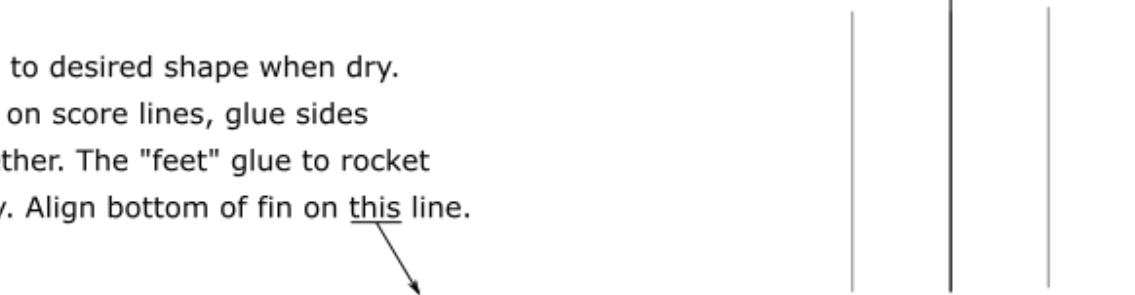 to desired shape when dry.
on score lines, glue sides
ther. The "feet" glue to rocket
. Align bottom of fin on this line.